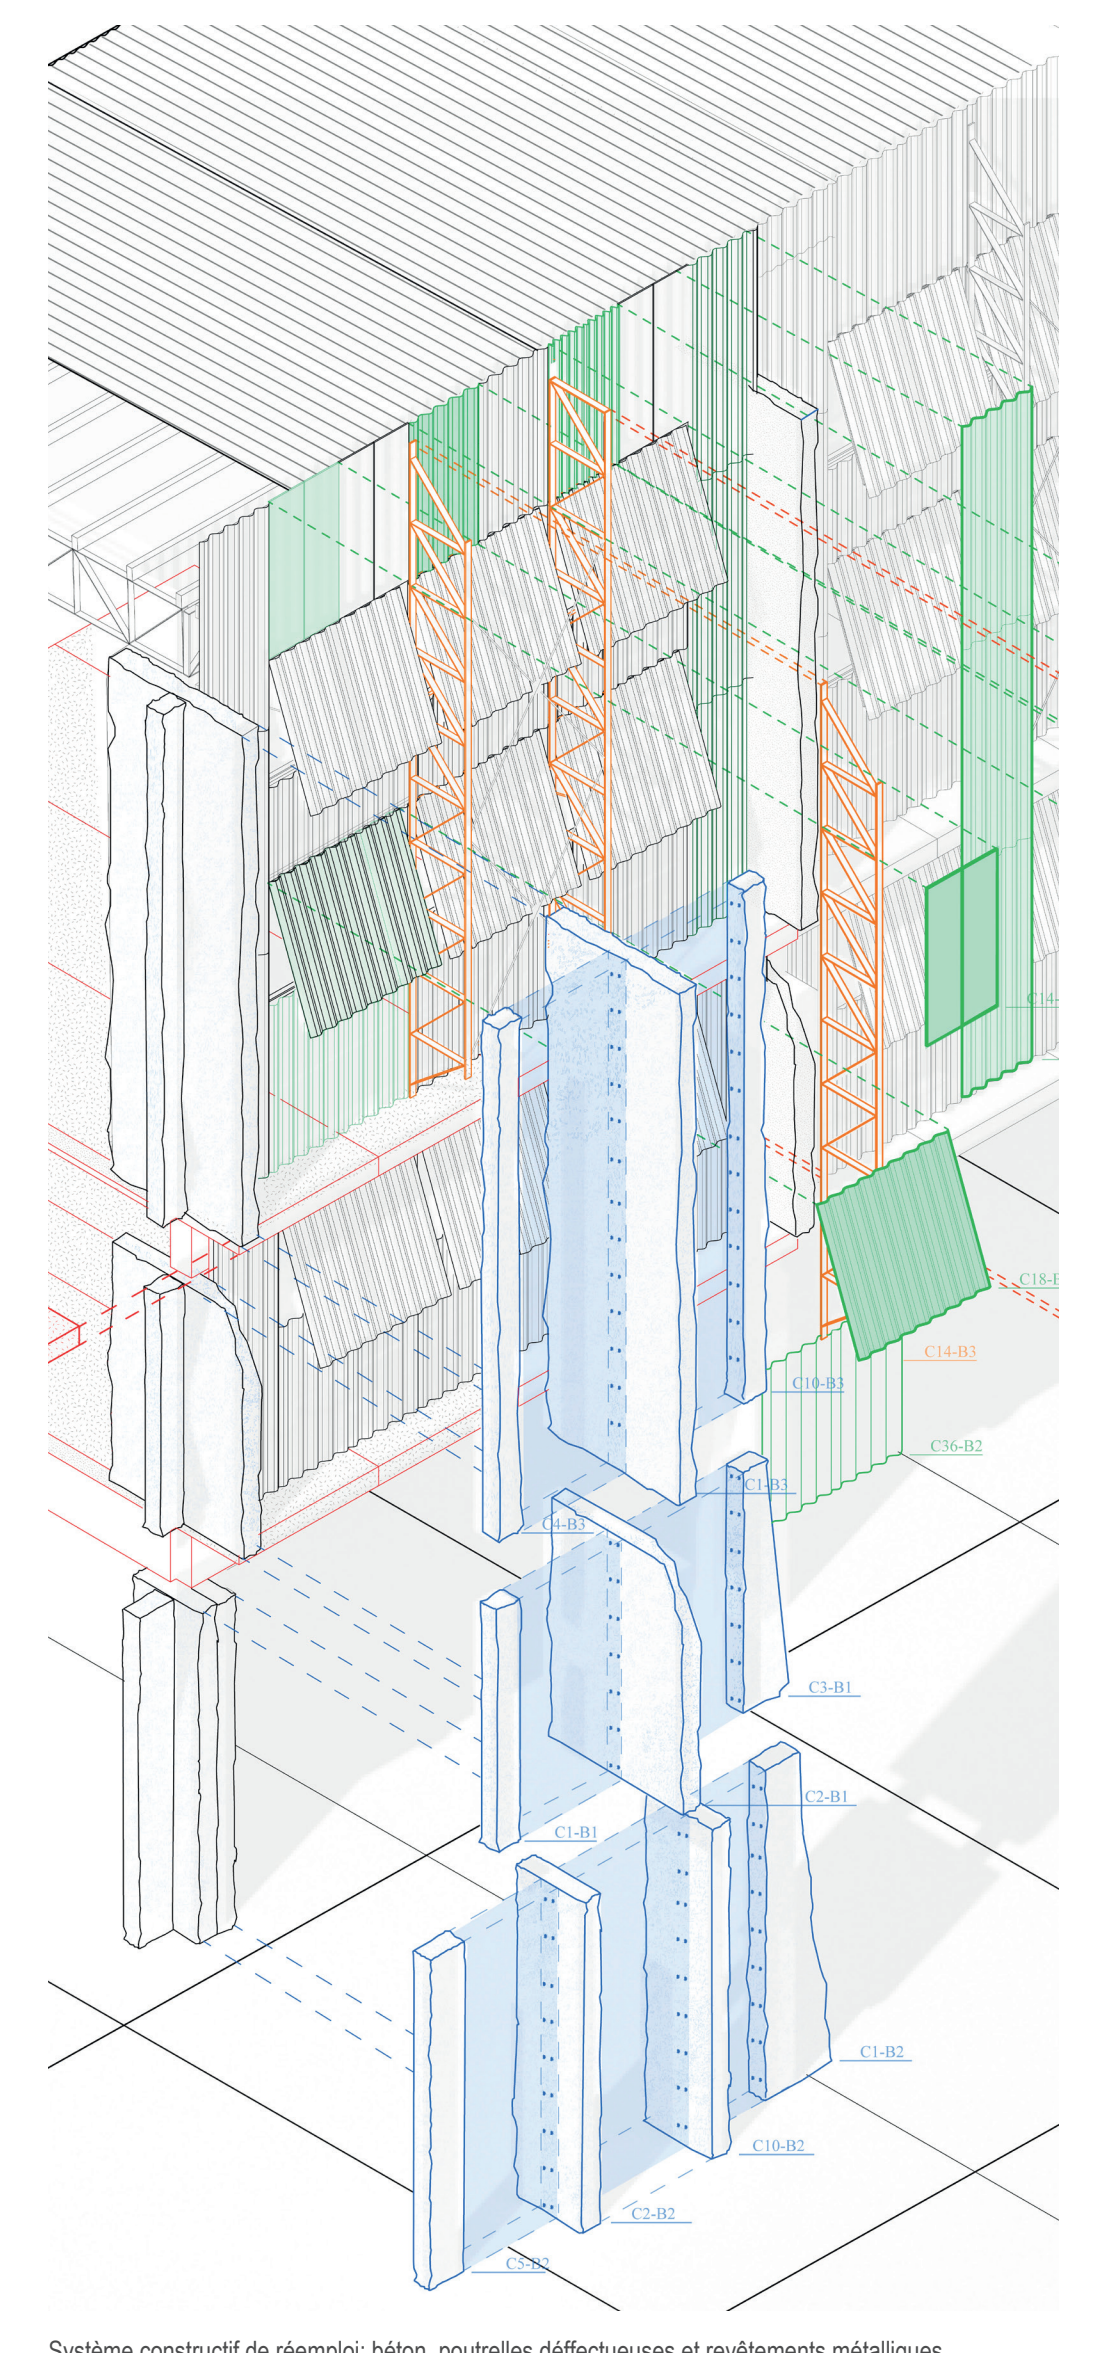 C14-
C18-B
C14-B3
C10-B3
C36-B2
C1-B3
C4-B3
C3-B1
C2-B1
C1-B1
C1-B2
C10-B2
C2-B2
C5-B2
Système constructif de réemploi: béton, poutrelles déffectueuses et revêtements métalliques